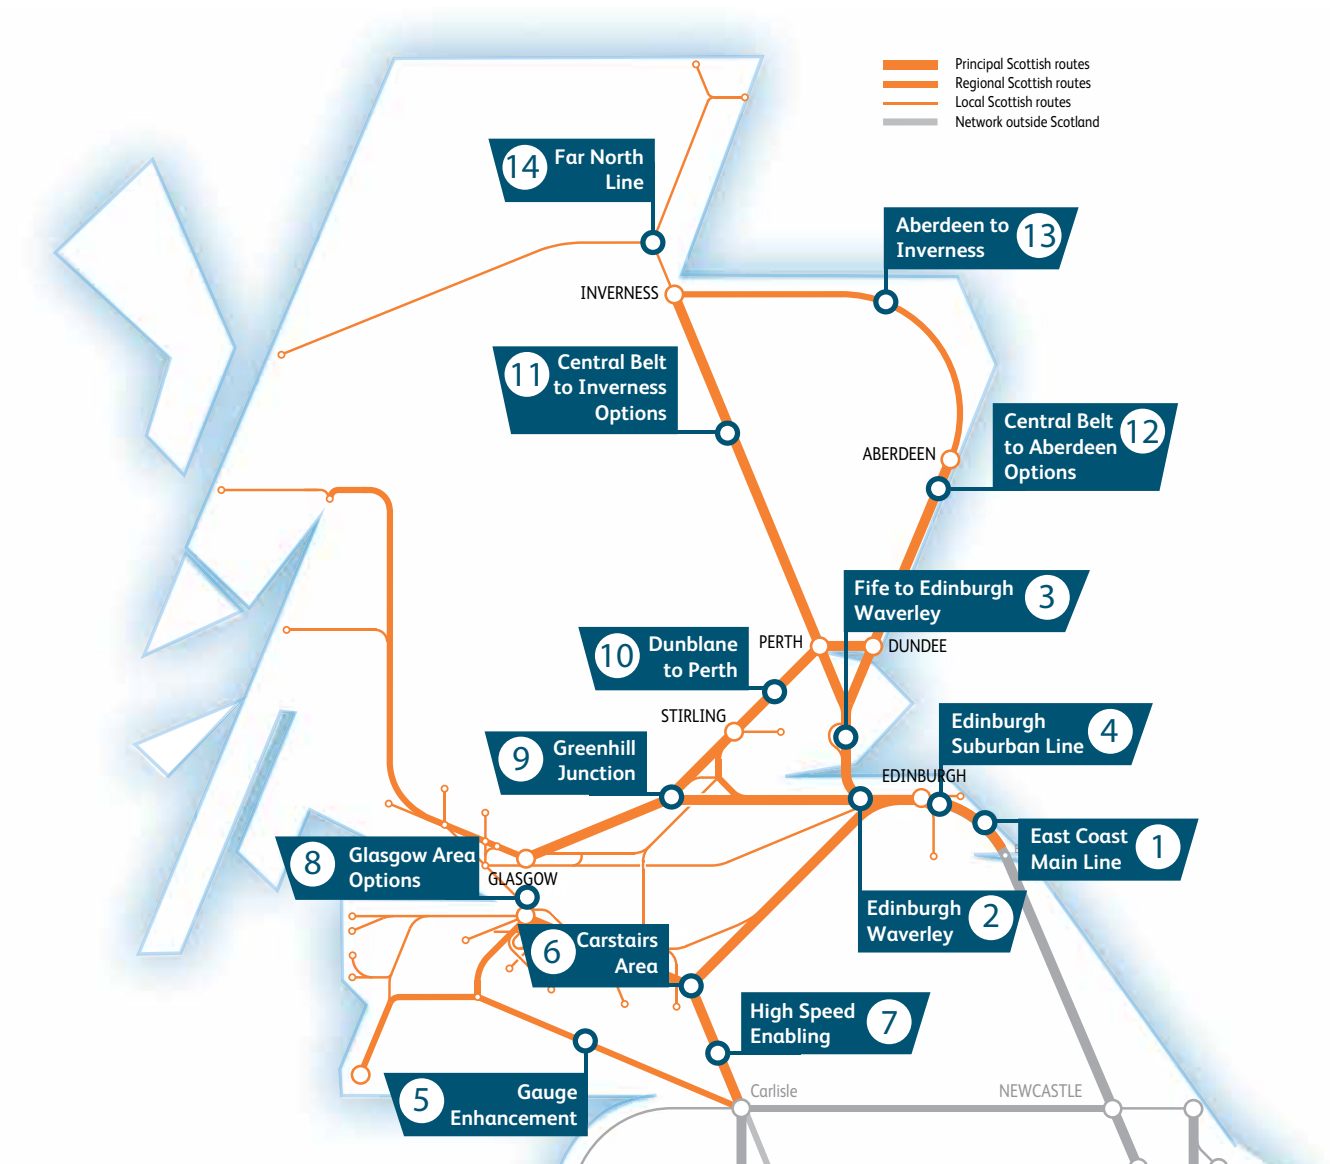 Principal Scottish routes
Regional Scottish routes
Local Scottish routes
Network outside Scotland
14
Far North
Line
Aberdeen to
Inverness
13
INVERNESS
11
Central Belt
to Inverness
Options
Central Belt
to Aberdeen
Options
12
ABERDEEN
Fife to Edinburgh
Waverley
3
10
Dunblane
to Perth
PERTH
DUNDEE
STIRLING
Edinburgh
Suburban Line
4
9
Greenhill
Junction
EDINBURGH
East Coast
Main Line
1
8
Glasgow Area
Options
GLASGOW
Edinburgh
Waverley
2
6
Carstairs
Area
High Speed
Enabling
7
5
Gauge
Enhancement
Carlisle
NEWCASTLE